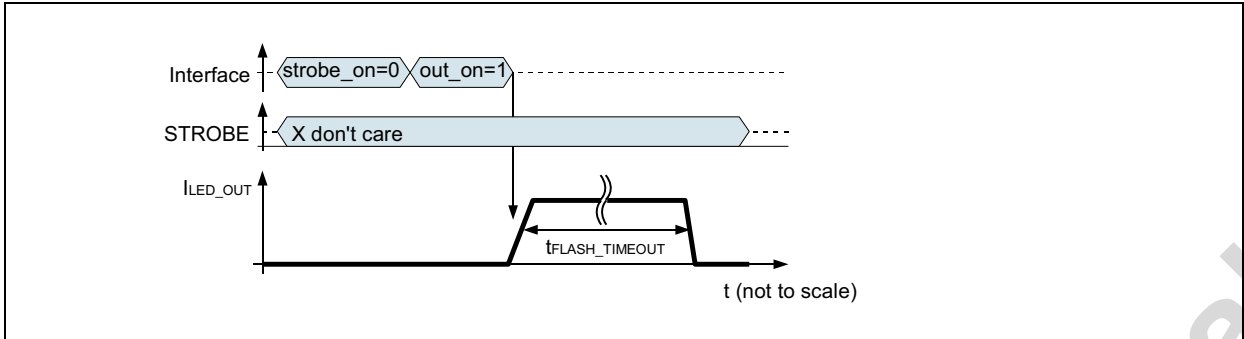 Interface
strobe_on=0
out_on=1
STROBE
X don't care
ILED_OUT
tFLASH_TIMEOUT
t (not to scale)